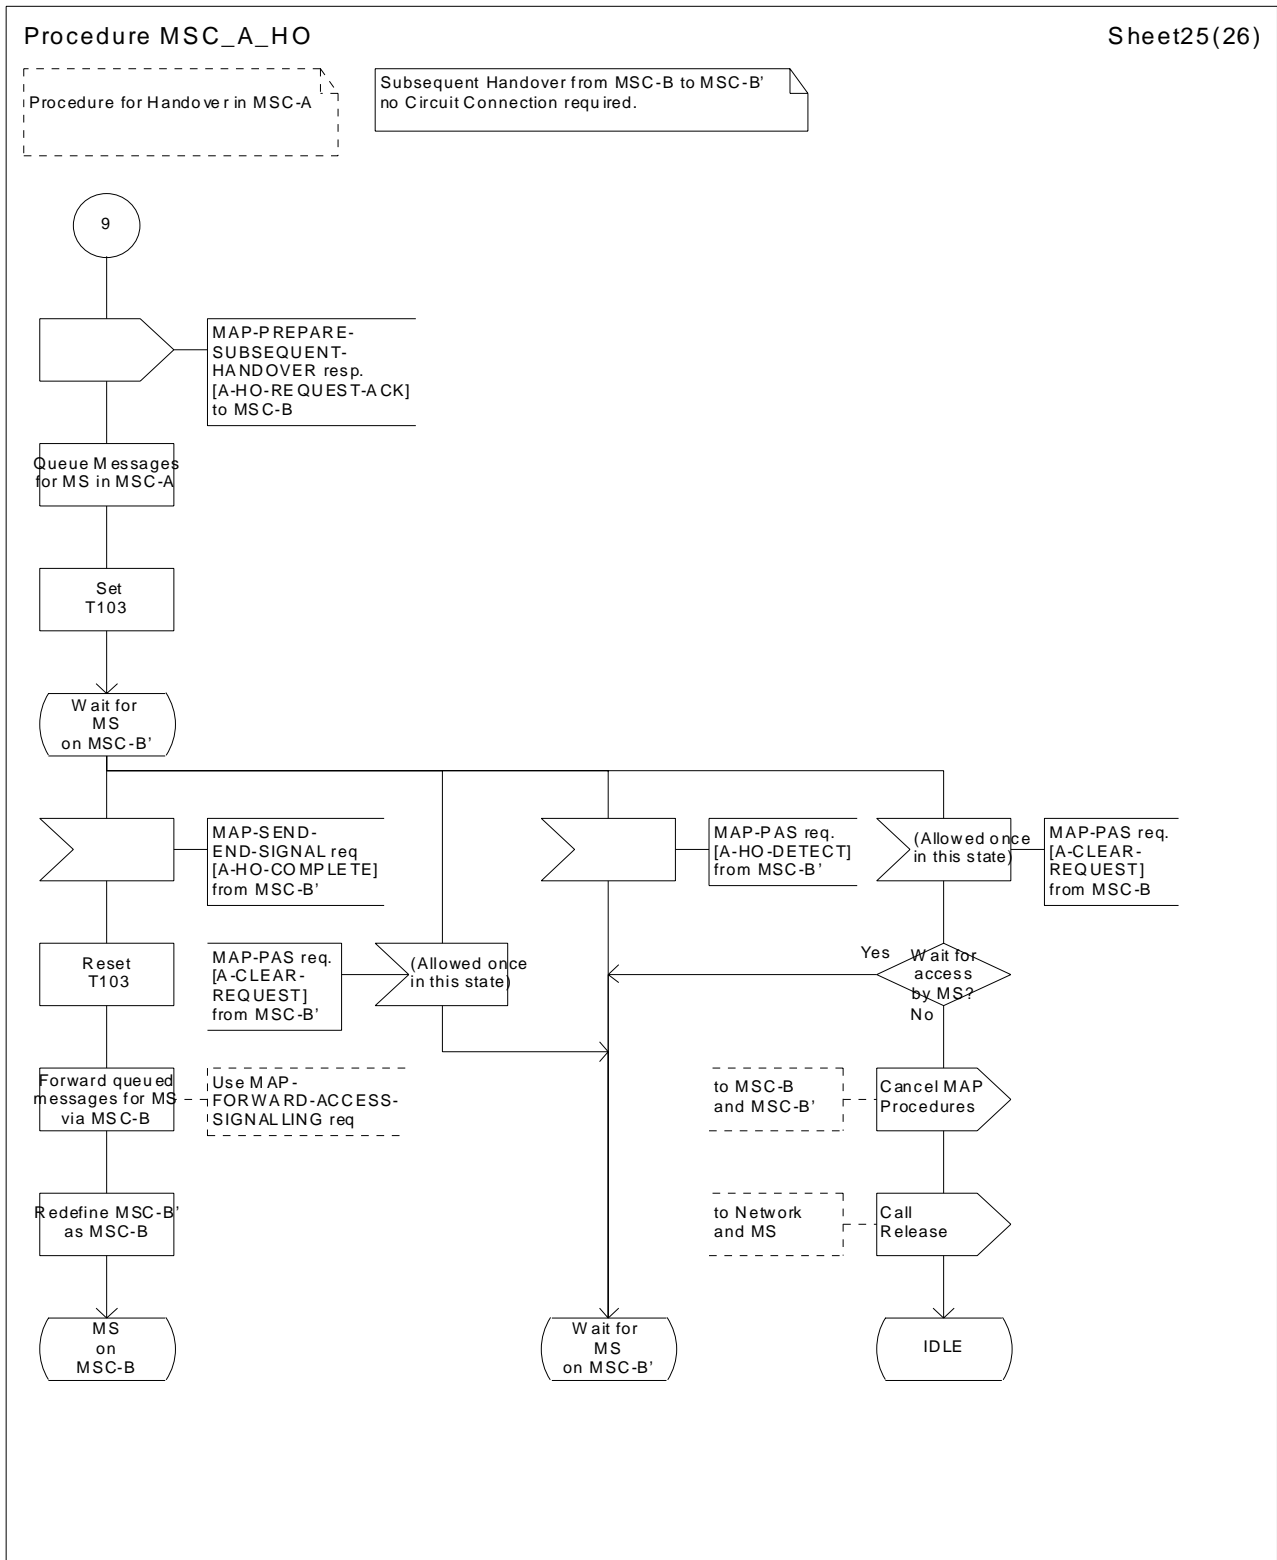 Procedure MSC_A_HO
Sheet25(26)
Procedure for Handover in MSC-A
Subsequent Handover from MSC-B to MSC-B'
no Circuit Connection required.
9
MAP-PREPARE-
SUBSEQUENT-
HANDOVER resp.
[A-HO-REQUEST-ACK]
to MSC-B
Queue Messages
for MS in MSC-A
Set
T103
Wait for
MS
on MSC-B'
MAP-SEND-
END-SIGNAL req
[A-HO-COMPLETE]
from MSC-B'
MAP-PAS req.
[A-HO-DETECT]
from MSC-B'
(Allowed once
in this state)
MAP-PAS req.
[A-CLEAR-
REQUEST]
from MSC-B
Reset
T103
MAP-PAS req.
[A-CLEAR-
REQUEST]
from MSC-B'
(Allowed once
in this state)
Yes
Wait for
access
by MS?
No
Forward queued
messages for MS
via MSC-B
Use MAP-
FORWARD-ACCESS-
SIGNALLING req
to MSC-B
and MSC-B'
Cancel MAP
Procedures
Redefine MSC-B'
as MSC-B
to Network
and MS
Call
Release
MS
on
MSC-B
Wait for
MS
on MSC-B'
IDLE